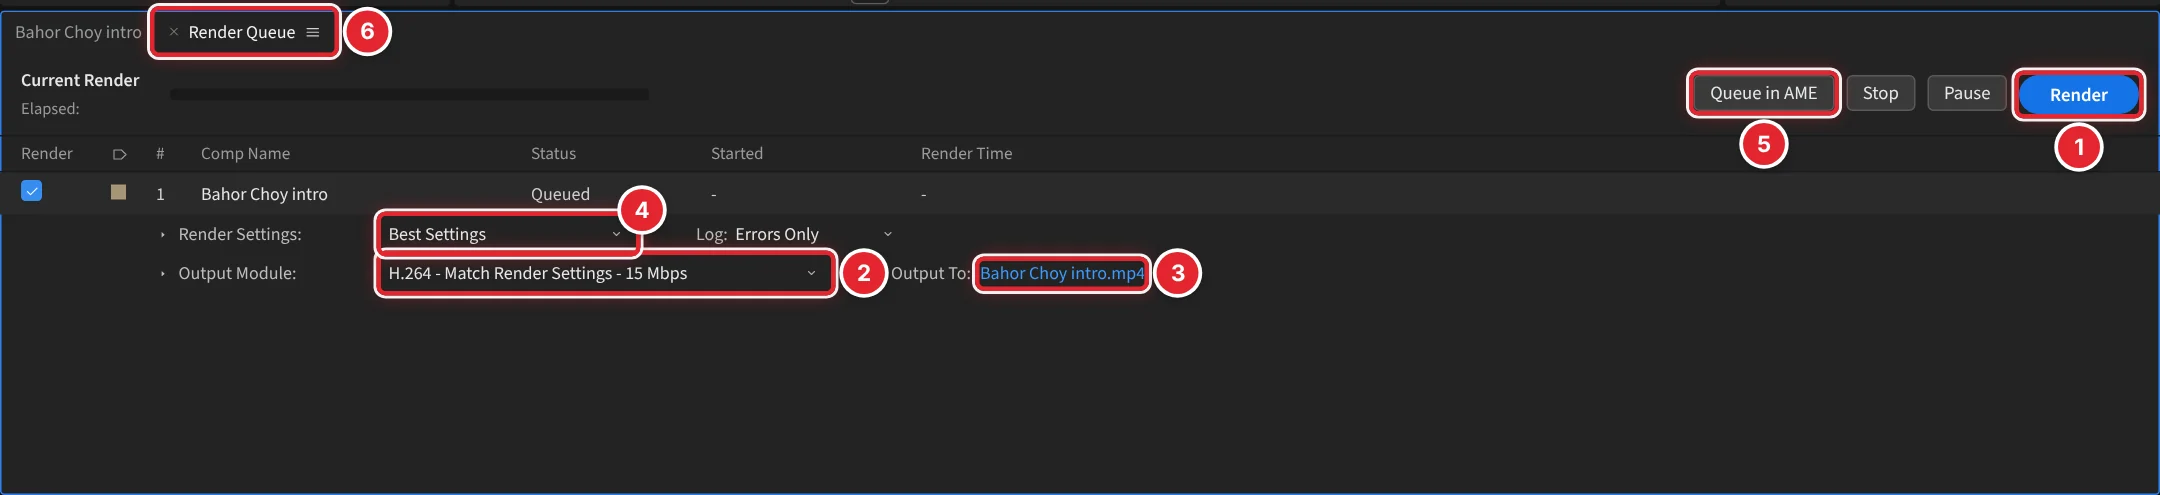 Bahor Choy intro × Render Queue 6
Current Render
Elapsed:
Queue in AME Stop Pause Render
5 1
Render # Comp Name Status Started Render Time
1 Bahor Choy intro Queued - -
4
Render Settings: Best Settings Log: Errors Only
Output Module: H.264 - Match Render Settings - 15 Mbps 2 Output To: Bahor Choy intro.mp4 3